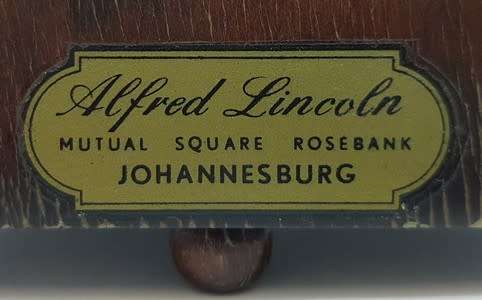 Alfred Lincoln
MUTUAL SQUARE ROSEBANK
JOHANNESBURG